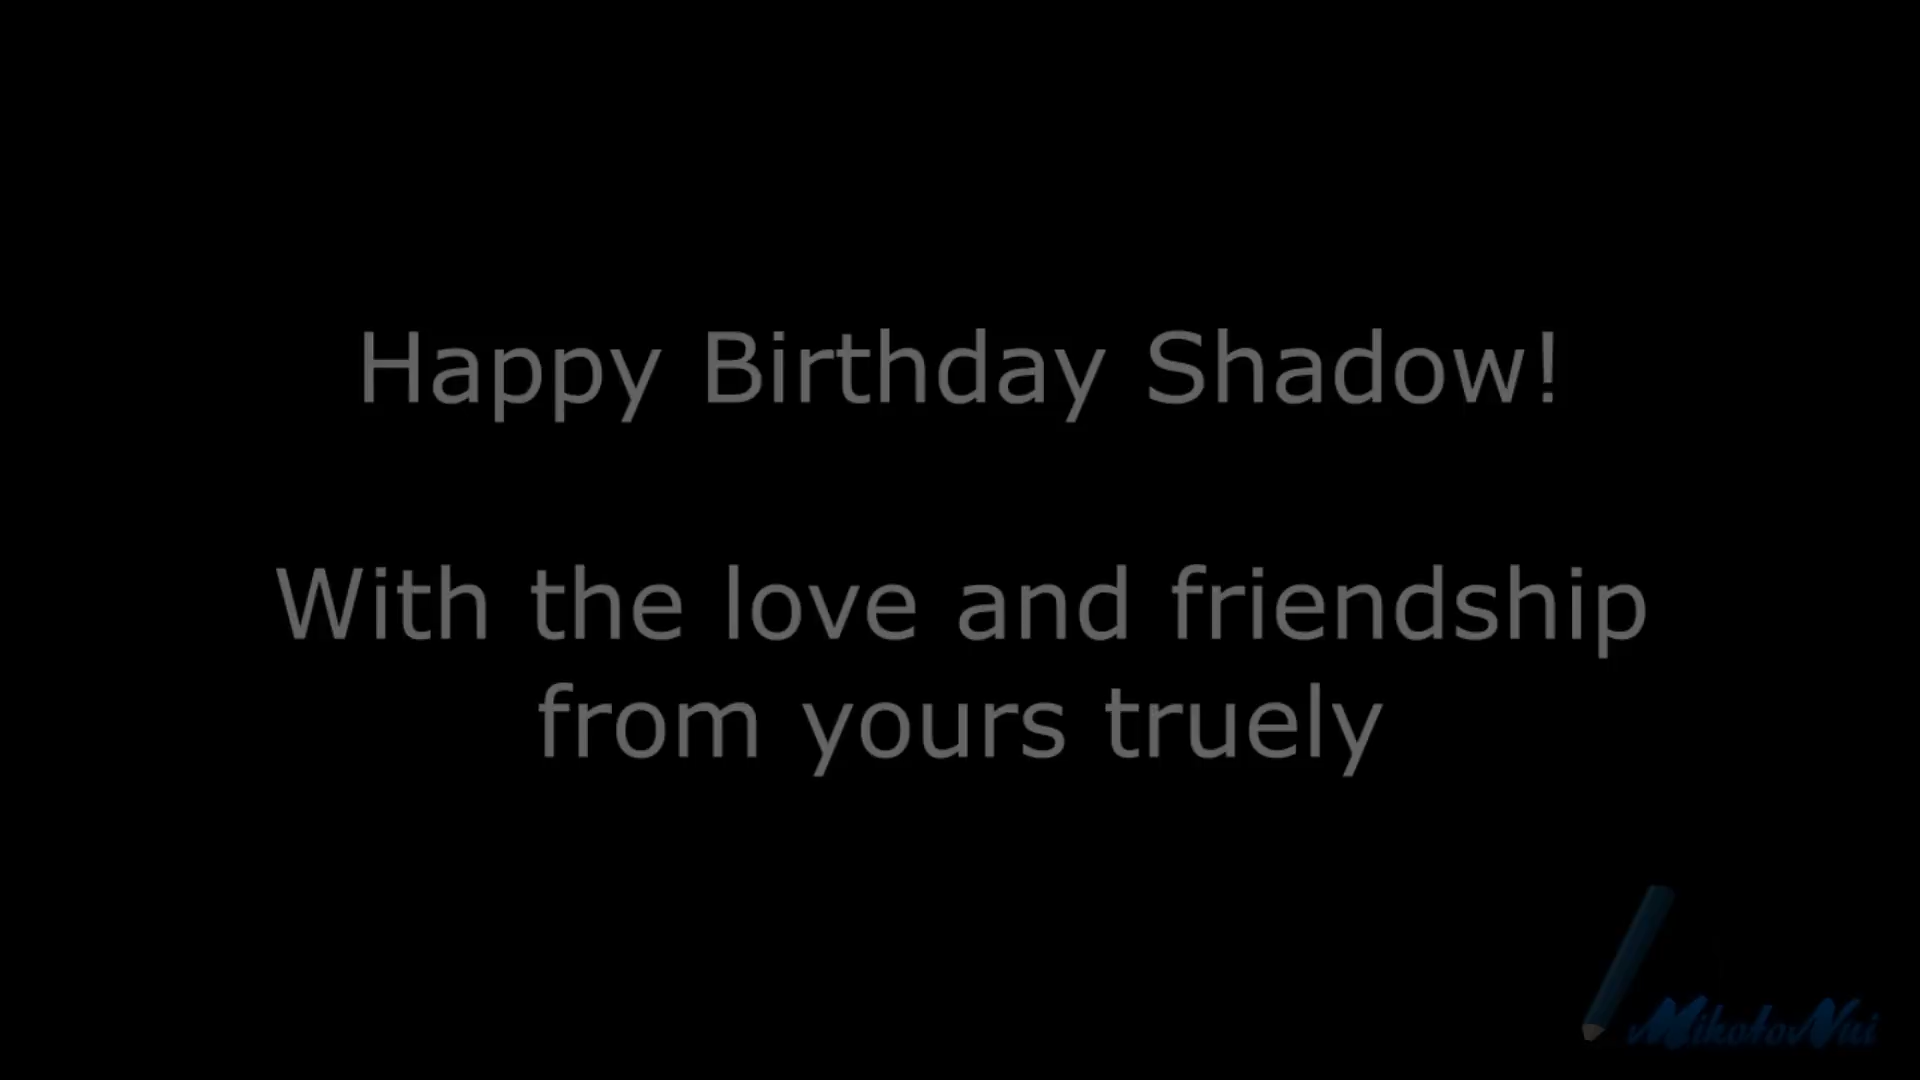 Happy Birthday Shadow!
With the love and friendship
from yours truely